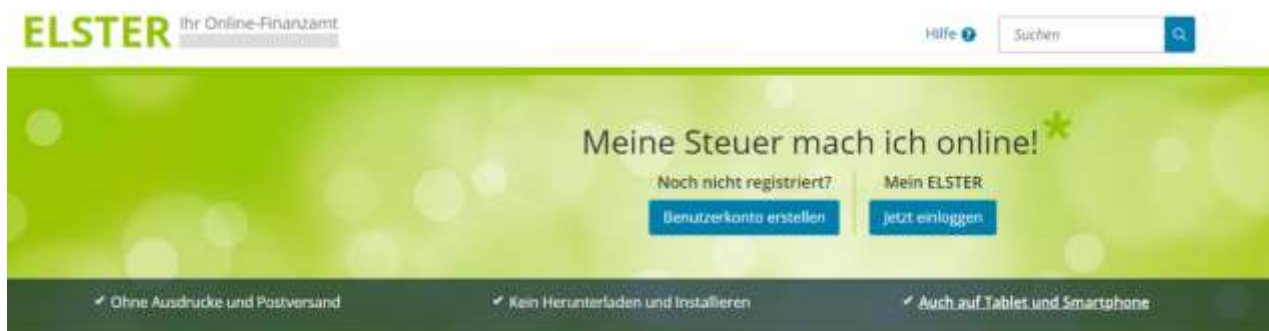 ELSTER Ihr Online-Finanzamt
Hilfe ? Suchen
Meine Steuer mach ich online!*
Noch nicht registriert? Mein ELSTER
Benutzerkonto erstellen Jetzt einloggen
✔ Ohne Ausdrucke und Postversand ✔ Kein Herunterladen und Installieren ✔ Auch auf Tablet und Smartphone